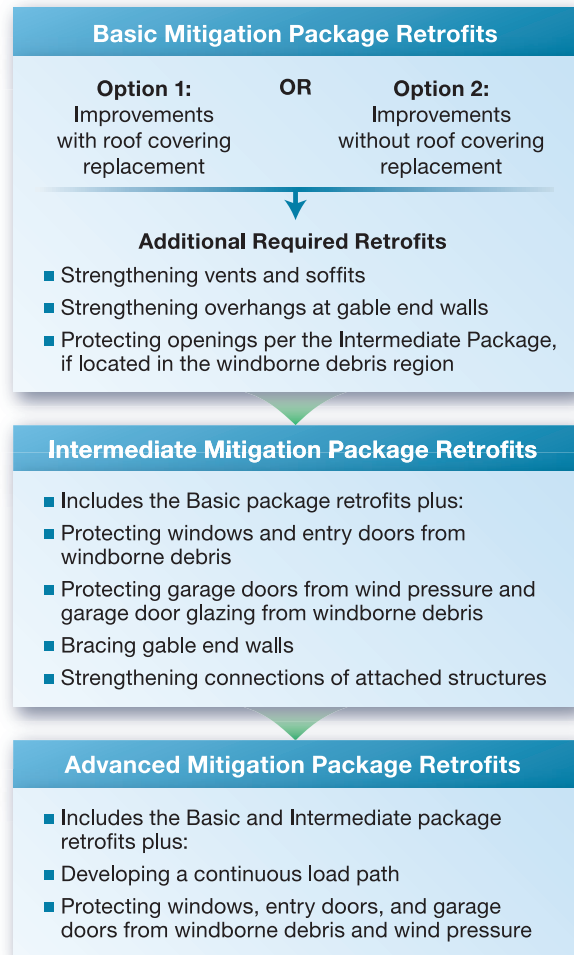 Basic Mitigation Package Retrofits
Option 1:
Improvements
with roof covering
replacement
OR
Option 2:
Improvements
without roof covering
replacement
Additional Required Retrofits
■ Strengthening vents and soffits
■ Strengthening overhangs at gable end walls
■ Protecting openings per the Intermediate Package,
if located in the windborne debris region
Intermediate Mitigation Package Retrofits
■ Includes the Basic package retrofits plus:
■ Protecting windows and entry doors from
windborne debris
■ Protecting garage doors from wind pressure and
garage door glazing from windborne debris
■ Bracing gable end walls
■ Strengthening connections of attached structures
Advanced Mitigation Package Retrofits
■ Includes the Basic and Intermediate package
retrofits plus:
■ Developing a continuous load path
■ Protecting windows, entry doors, and garage
doors from windborne debris and wind pressure